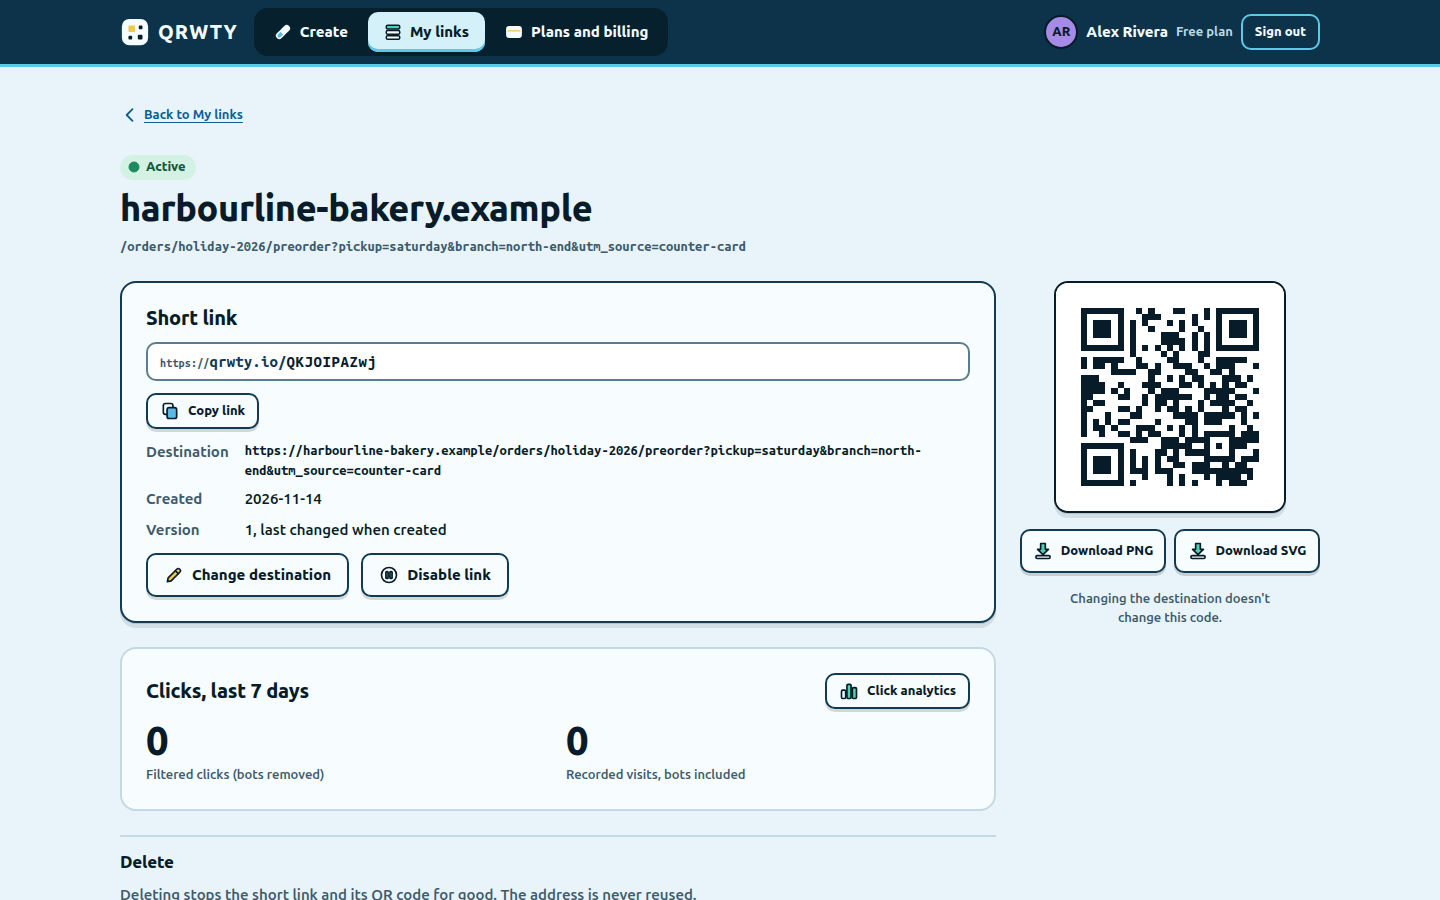 QRWTY
Create
My links
Plans and billing
AR
Alex Rivera
Free plan
Sign out
Back to My links
Active
harbourline-bakery.example
/orders/holiday-2026/preorder?pickup=saturday&branch=north-end&utm_source=counter-card
Short link
https://qrwty.io/QKJOIPAZwj
Copy link
Destination
https://harbourline-bakery.example/orders/holiday-2026/preorder?pickup=saturday&branch=north-
end&utm_source=counter-card
Created
2026-11-14
Version
1, last changed when created
Change destination
Disable link
Download PNG
Download SVG
Changing the destination doesn't
change this code.
Clicks, last 7 days
Click analytics
0
Filtered clicks (bots removed)
0
Recorded visits, bots included
Delete
Deleting stops the short link and its QR code for good. The address is never reused.